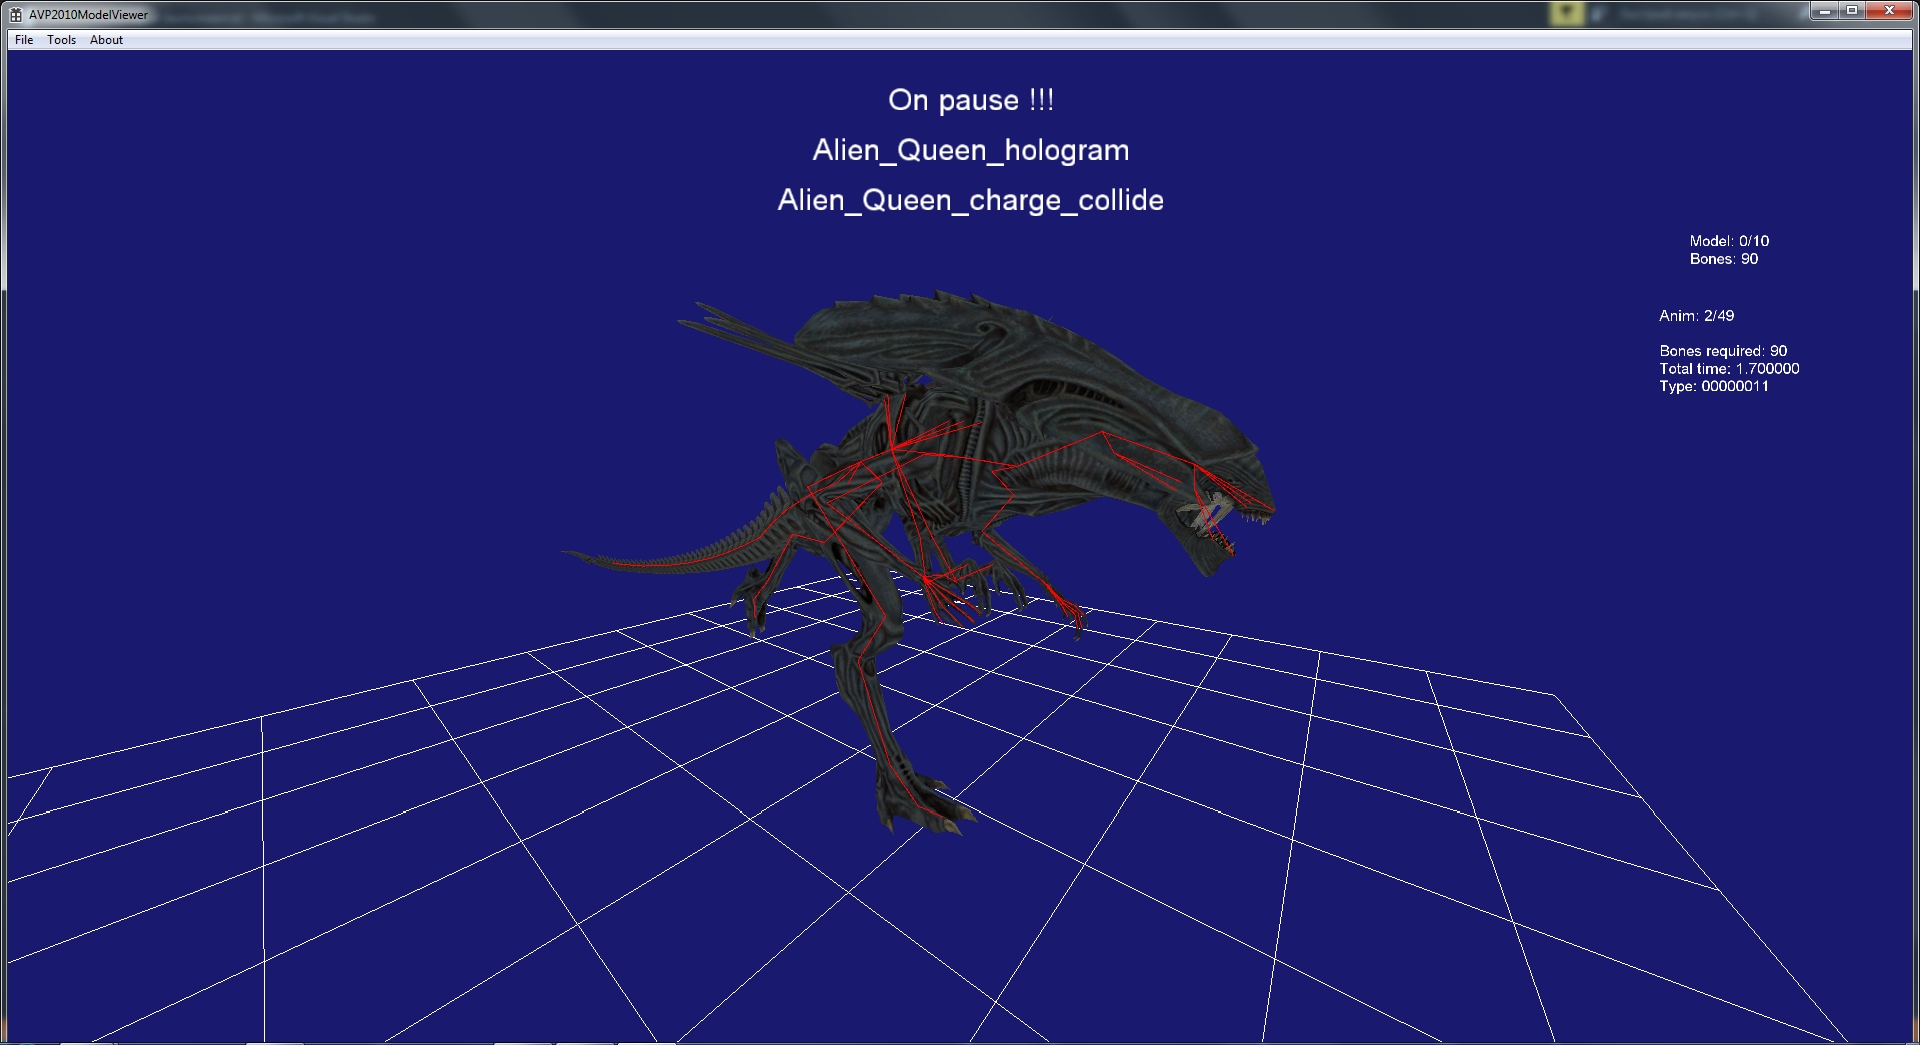 AVP2010ModelViewer
File Tools About
On pause !!!
Alien_Queen_hologram
Alien_Queen_charge_collide
Model: 0/10
Bones: 90
Anim: 2/49
Bones required: 90
Total time: 1.700000
Type: 00000011